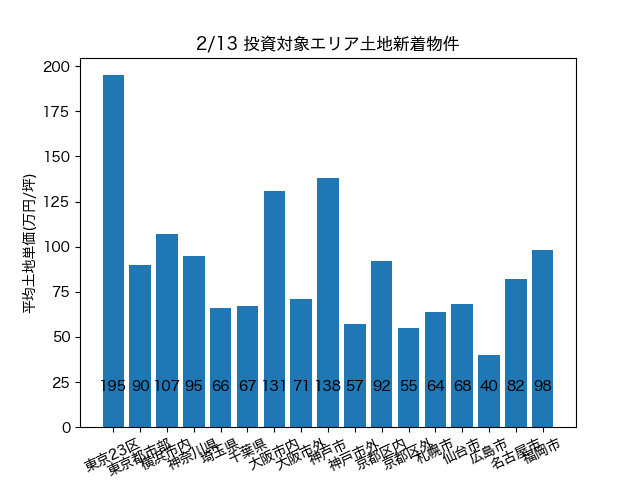 2/13 投資対象エリア土地新着物件
平均土地単価(万円/坪)
200
175
150
125
100
75
50
25
0
195 90 107 95 66 67 131 71 138 57 92 55 64 68 40 82 98
東京23区
東京都市部
横浜市内
神奈川県
埼玉県
千葉県
大阪市内
大阪市外
神戸市
神戸市外
京都区内
京都区外
札幌市
仙台市
広島市
名古屋市
福岡市